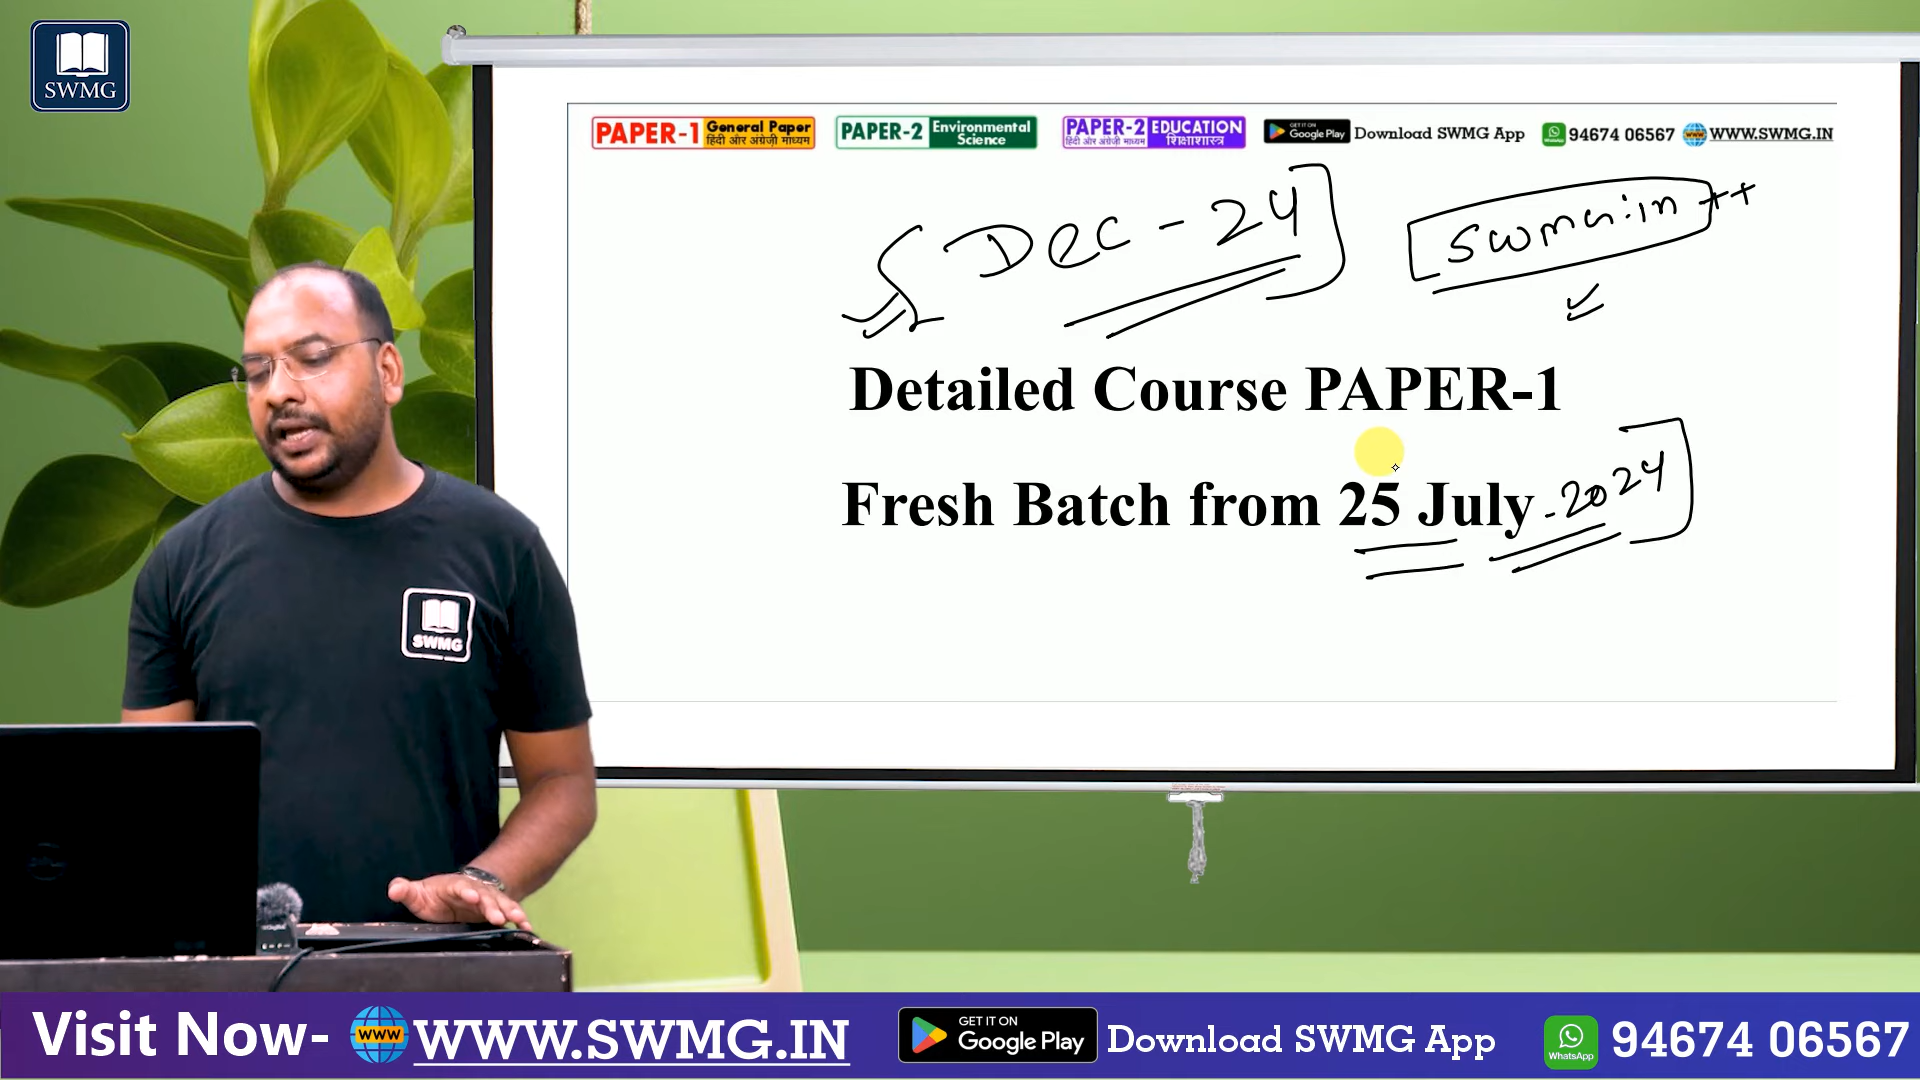 SWMG
PAPER-1 General Paper हिंदी और अंग्रेज़ी माध्यम PAPER-2 Environmental Science PAPER-2 हिंदी और अंग्रेज़ी माध्यम EDUCATION शिक्षाशास्त्र GET IT ON Google Play Download SWMG App WhatsApp 94674 06567 www WWW.SWMG.IN
Dec - 24 swmg.in ++
Detailed Course PAPER-1
Fresh Batch from 25 July - 2024
SWMG
Visit Now- WWW WWW.SWMG.IN GET IT ON Google Play Download SWMG App WhatsApp 94674 06567